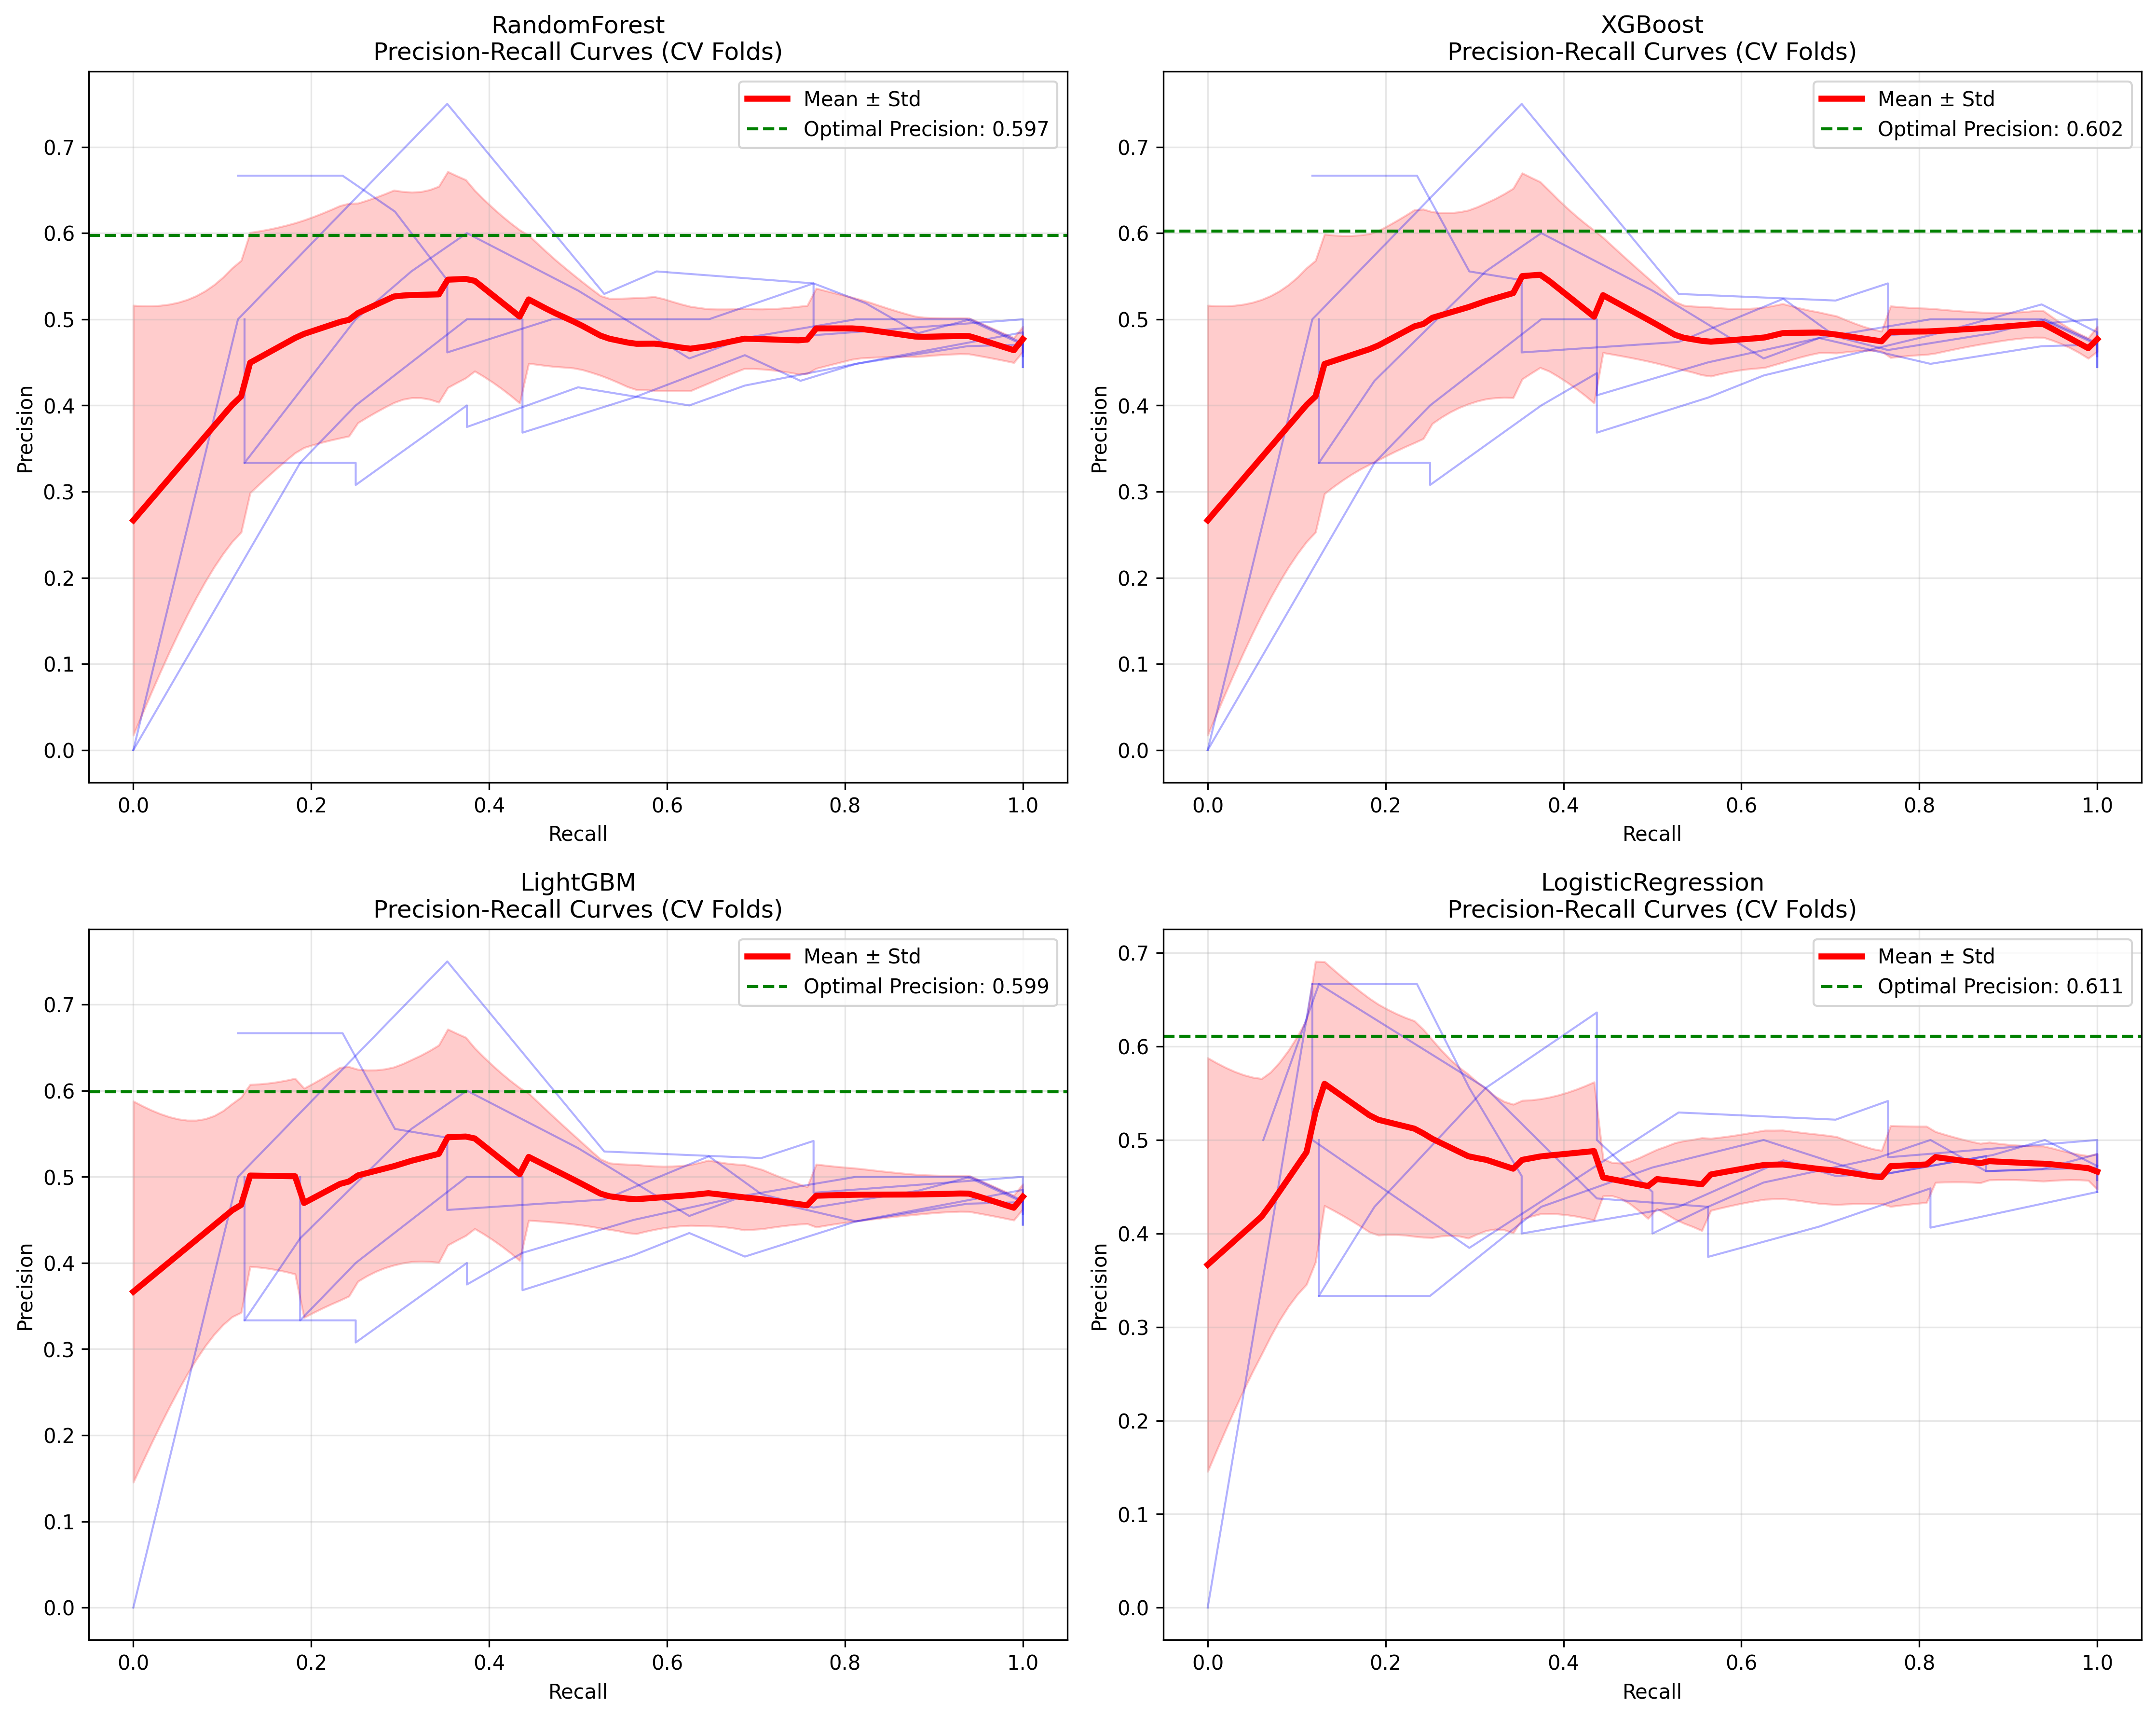 RandomForest
Precision-Recall Curves (CV Folds)
Mean ± Std
Optimal Precision: 0.597
0.7
0.6
0.5
0.4
0.3
0.2
0.1
0.0
Precision
0.0 0.2 0.4 0.6 0.8 1.0
Recall
XGBoost
Precision-Recall Curves (CV Folds)
Mean ± Std
Optimal Precision: 0.602
0.7
0.6
0.5
0.4
0.3
0.2
0.1
0.0
Precision
0.0 0.2 0.4 0.6 0.8 1.0
Recall
LightGBM
Precision-Recall Curves (CV Folds)
Mean ± Std
Optimal Precision: 0.599
0.7
0.6
0.5
0.4
0.3
0.2
0.1
0.0
Precision
0.0 0.2 0.4 0.6 0.8 1.0
Recall
LogisticRegression
Precision-Recall Curves (CV Folds)
Mean ± Std
Optimal Precision: 0.611
0.7
0.6
0.5
0.4
0.3
0.2
0.1
0.0
Precision
0.0 0.2 0.4 0.6 0.8 1.0
Recall